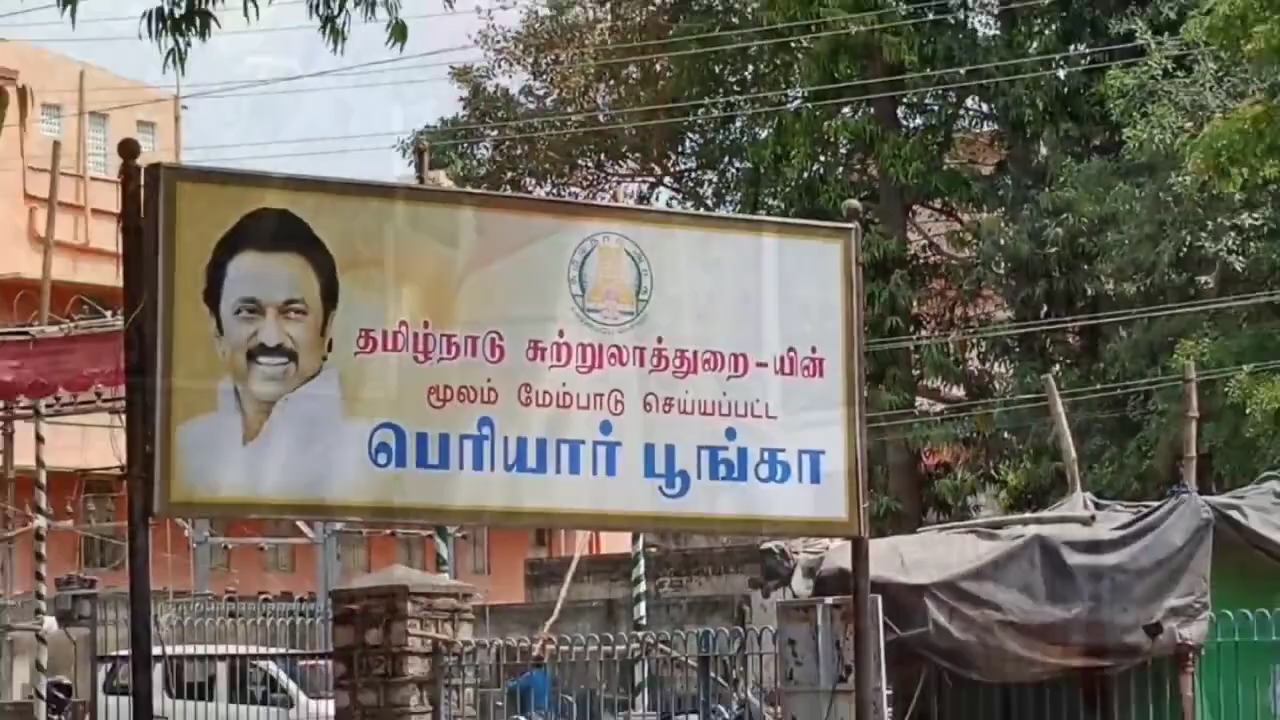 தமிழ்நாடு சுற்றுலாத்துறை-யின்
மூலம் மேம்பாடு செய்யப்பட்ட
பெரியார் பூங்கா